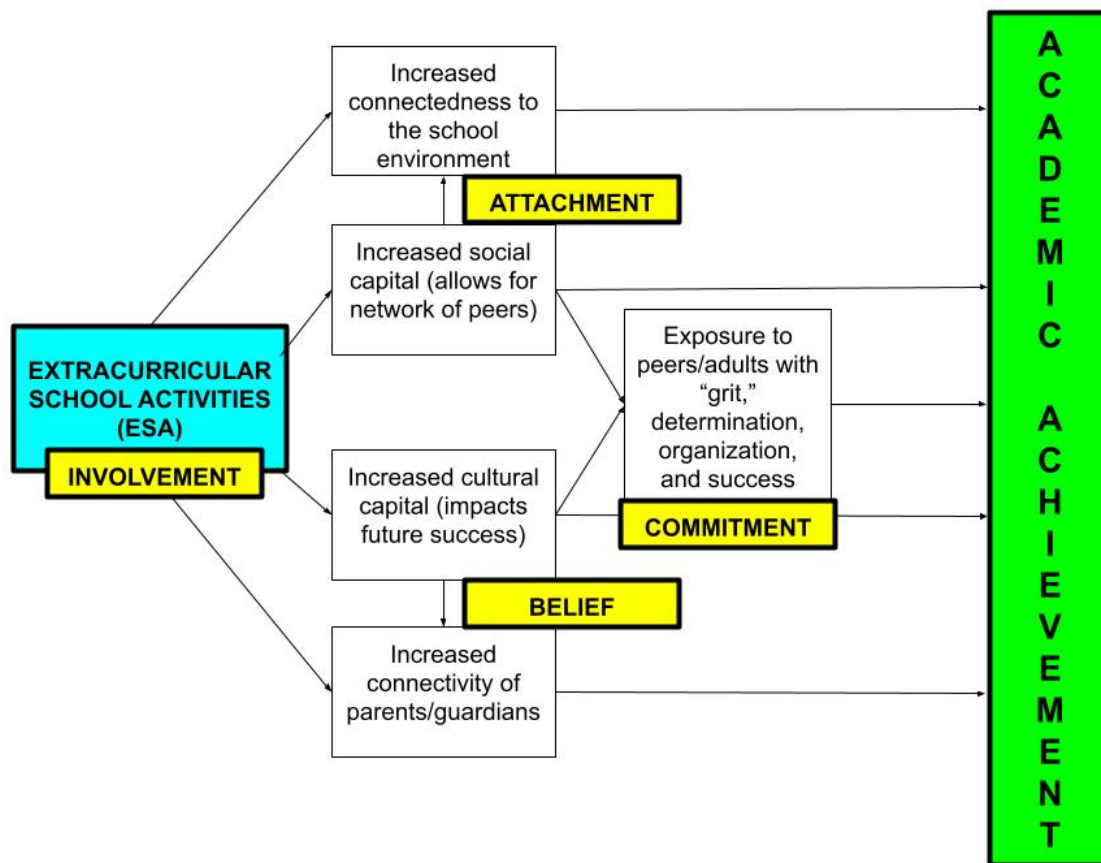 Increased
connectedness to
the school
environment
ATTACHMENT
Increased social
capital (allows for
network of peers)
EXTRACURRICULAR
SCHOOL ACTIVITIES
(ESA)
INVOLVEMENT
Exposure to
peers/adults with
“grit,”
determination,
organization,
and success
COMMITMENT
Increased cultural
capital (impacts
future success)
BELIEF
Increased
connectivity of
parents/guardians
A
C
A
D
E
M
I
C
A
C
H
I
E
V
E
M
E
N
T